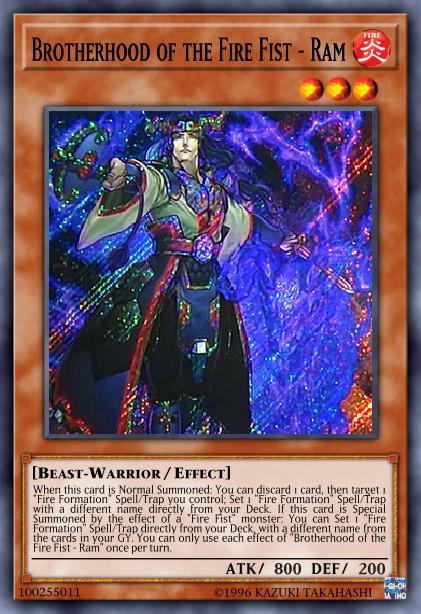 BROTHERHOOD OF THE FIRE FIST - RAM
FIRE
炎
[BEAST-WARRIOR / EFFECT]
When this card is Normal Summoned: You can discard 1 card, then target 1
"Fire Formation" Spell/Trap you control; Set 1 "Fire Formation" Spell/Trap
with a different name directly from your Deck. If this card is Special
Summoned by the effect of a "Fire Fist" monster: You can Set 1 "Fire
Formation" Spell/Trap directly from your Deck, with a different name from
the cards in your GY. You can only use each effect of "Brotherhood of the
Fire Fist - Ram" once per turn.
ATK/ 800 DEF/ 200
100255011
©1996 KAZUKI TAKAHASHI